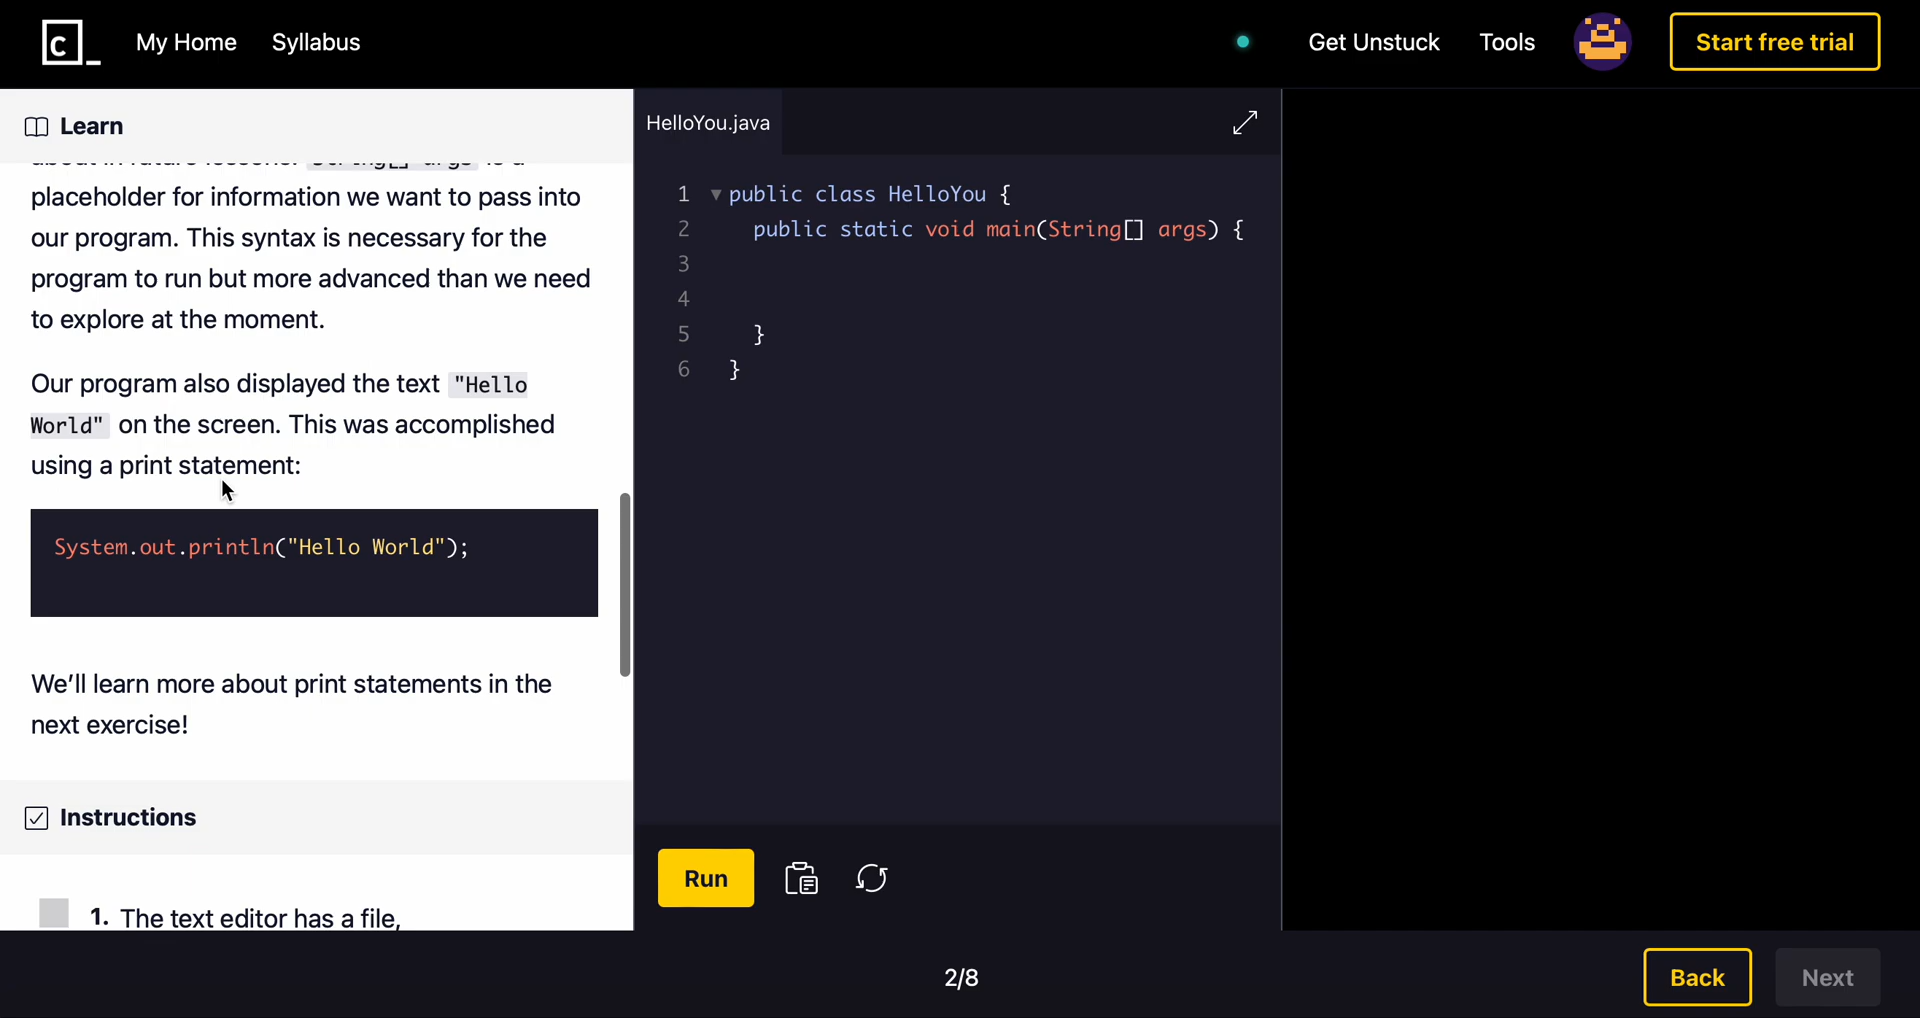 C_ My Home Syllabus Get Unstuck Tools Start free trial
Learn
placeholder for information we want to pass into
our program. This syntax is necessary for the
program to run but more advanced than we need
to explore at the moment.
Our program also displayed the text "Hello
World" on the screen. This was accomplished
using a print statement:
System.out.println("Hello World");
We'll learn more about print statements in the
next exercise!
Instructions
1. The text editor has a file,
HelloYou.java
1 public class HelloYou {
2 public static void main(String[] args) {
3
4
5 }
6 }
Run
2/8
Back Next